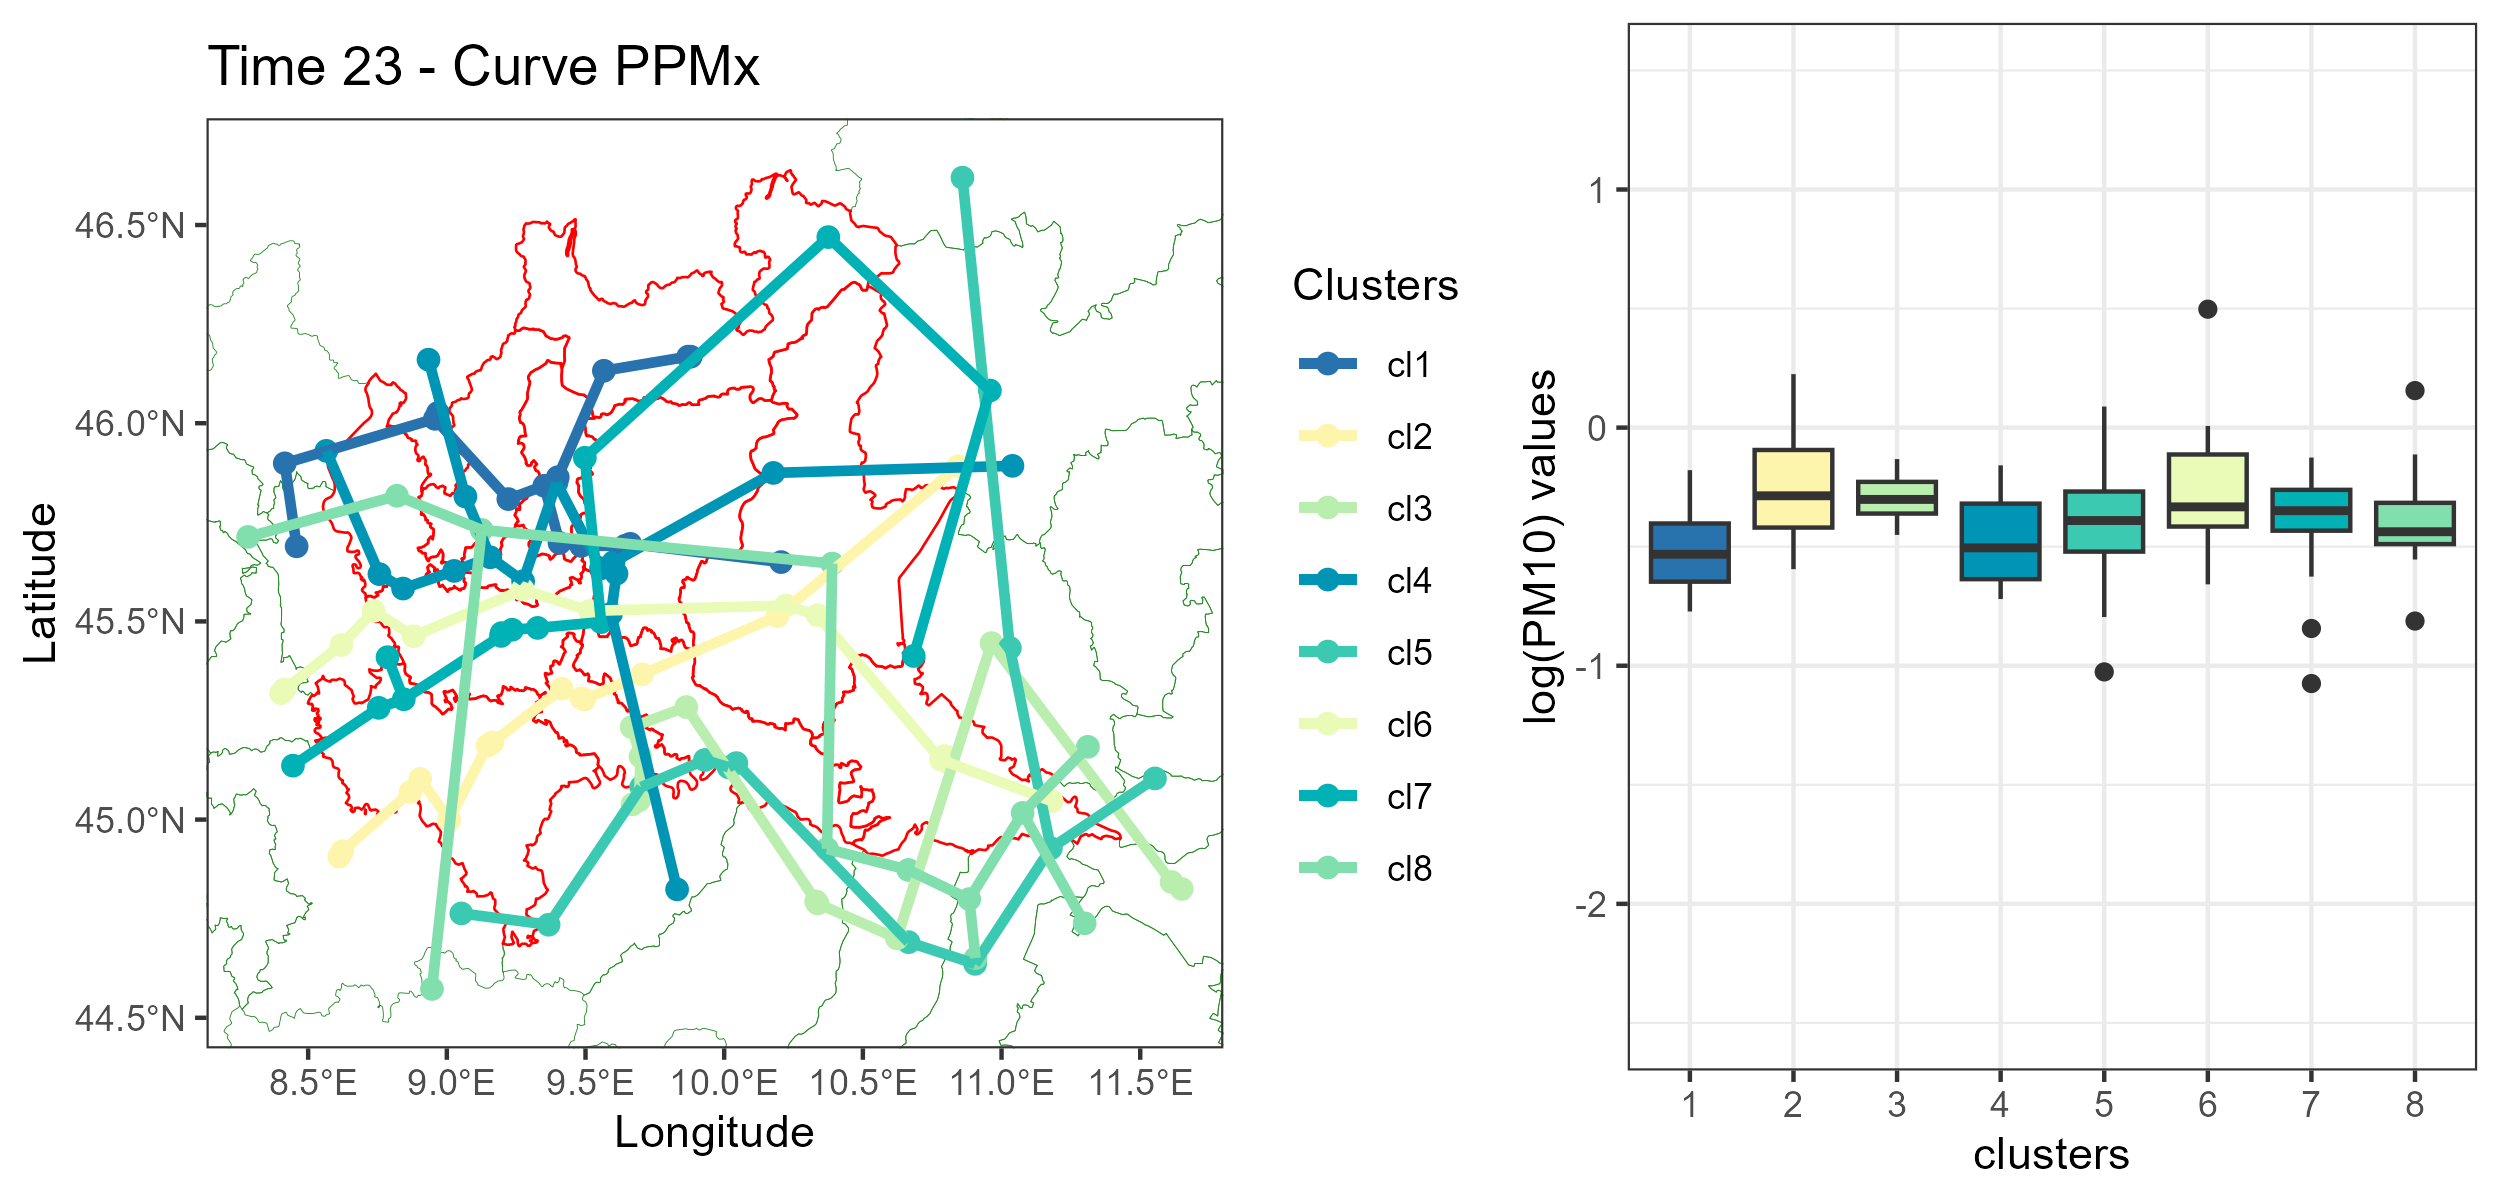 Time 23 - Curve PPMx
46.5°N
46.0°N
45.5°N
45.0°N
44.5°N
Latitude
8.5°E 9.0°E 9.5°E 10.0°E 10.5°E 11.0°E 11.5°E
Longitude
Clusters
cl1
cl2
cl3
cl4
cl5
cl6
cl7
cl8
1
0
-1
-2
log(PM10) values
1 2 3 4 5 6 7 8
clusters